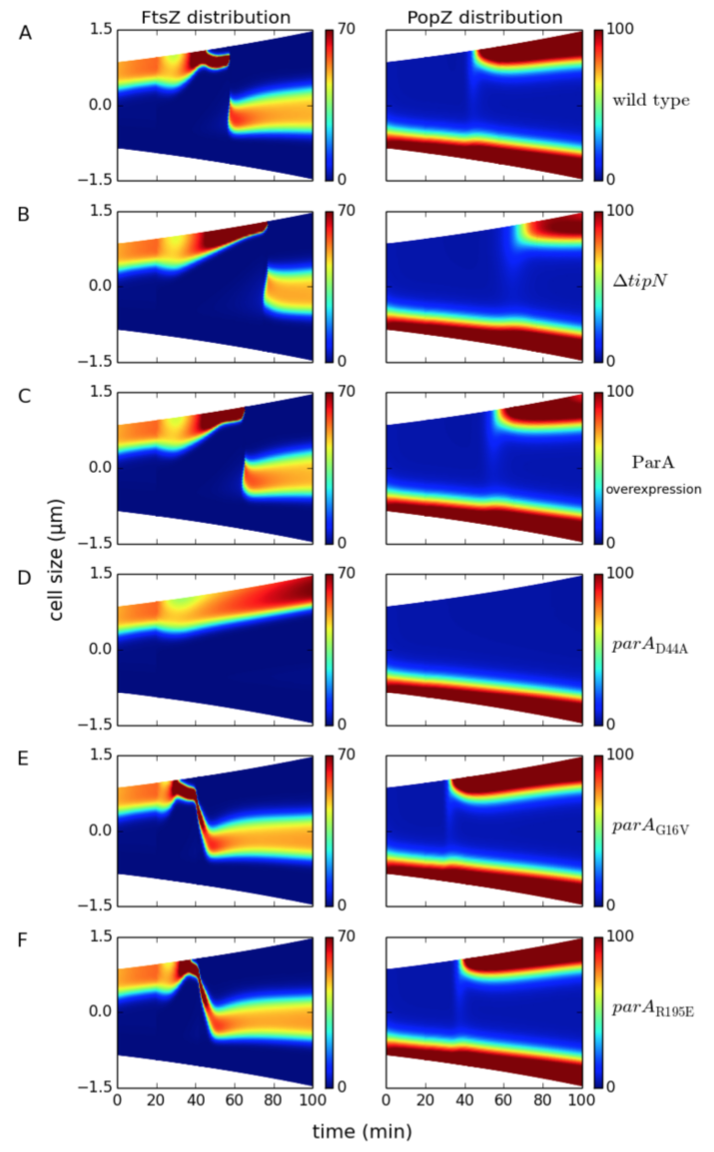 FtsZ distribution PopZ distribution
A 1.5 70 100
0.0 wild type
−1.5 0 0
B 1.5 70 100
0.0 ΔtipN
−1.5 0 0
C 1.5 70 100
0.0 ParA
overexpression
−1.5 0 0
cell size (μm)
D 1.5 70 100
0.0 parA_D44A
−1.5 0 0
E 1.5 70 100
0.0 parA_G16V
−1.5 0 0
F 1.5 70 100
0.0 parA_R195E
−1.5 0 0
0 20 40 60 80 100 0 20 40 60 80 100
time (min)